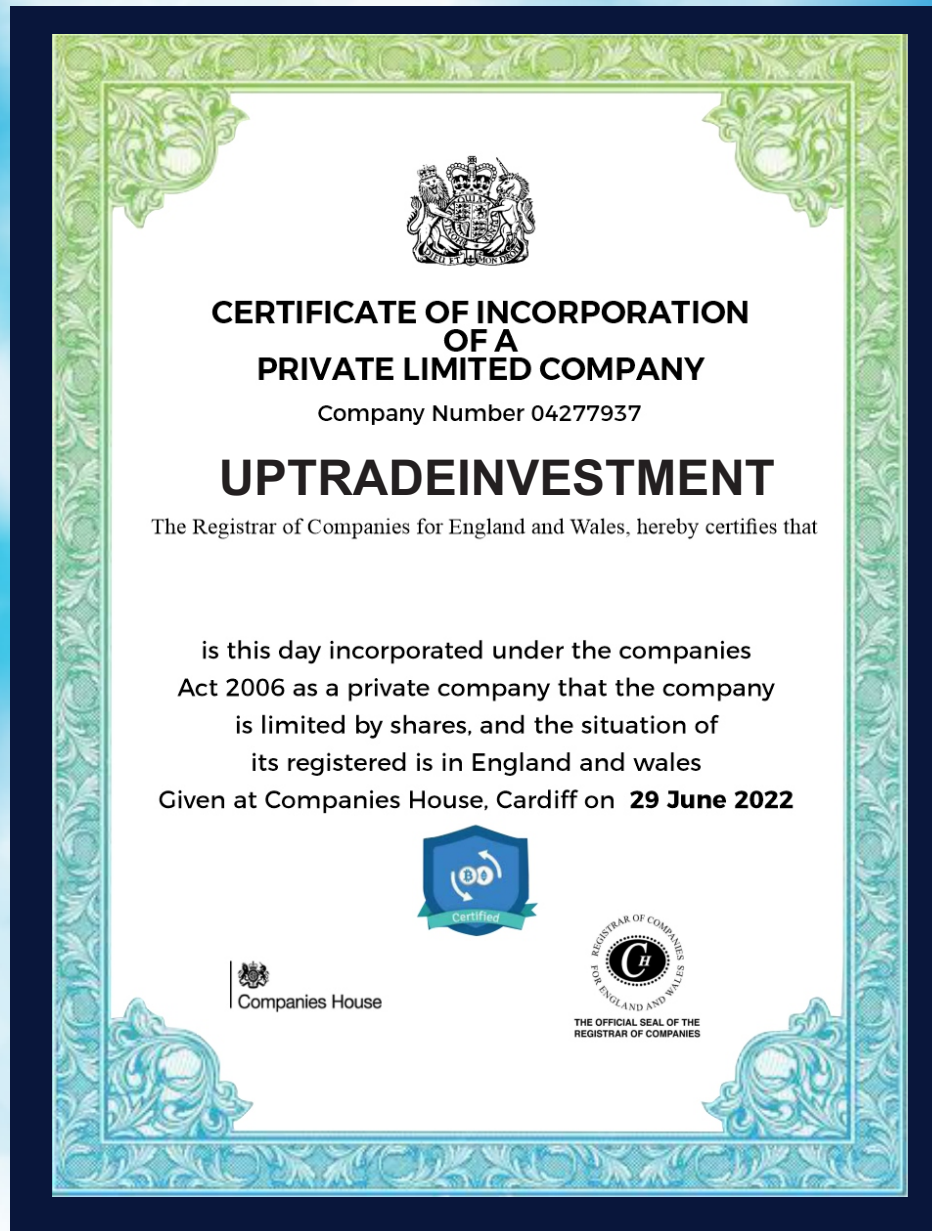 CERTIFICATE OF INCORPORATION
OF A
PRIVATE LIMITED COMPANY
Company Number 04277937
UPTRADEINVESTMENT
The Registrar of Companies for England and Wales, hereby certifies that
is this day incorporated under the companies
Act 2006 as a private company that the company
is limited by shares, and the situation of
its registered is in England and wales
Given at Companies House, Cardiff on 29 June 2022
Certified
Companies House
REGISTRAR OF COMPANIES
FOR ENGLAND AND WALES
CH
THE OFFICIAL SEAL OF THE
REGISTRAR OF COMPANIES